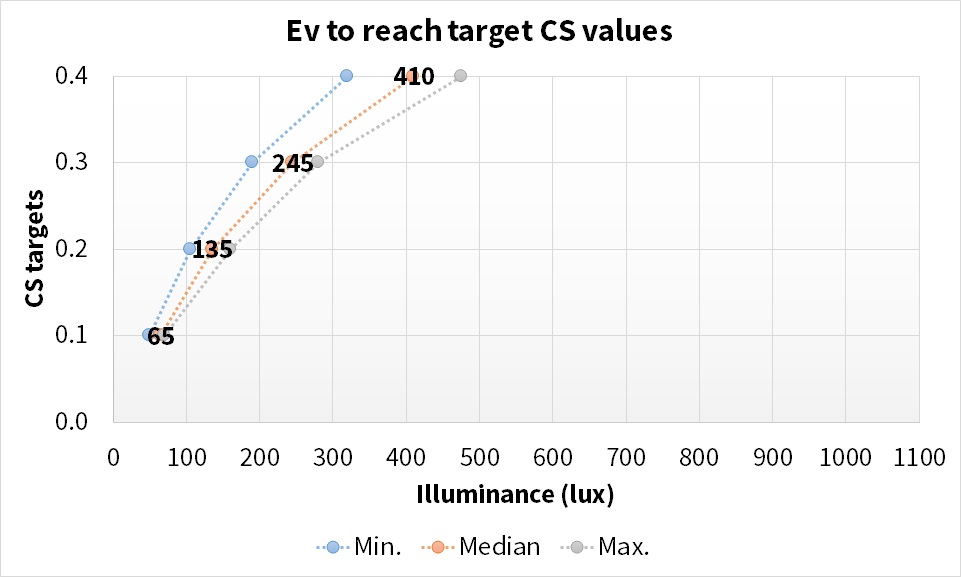 Ev to reach target CS values
0.4
410
0.3
245
0.2
135
0.1
65
0.0
CS targets
0 100 200 300 400 500 600 700 800 900 1000 1100
Illuminance (lux)
Min. Median Max.